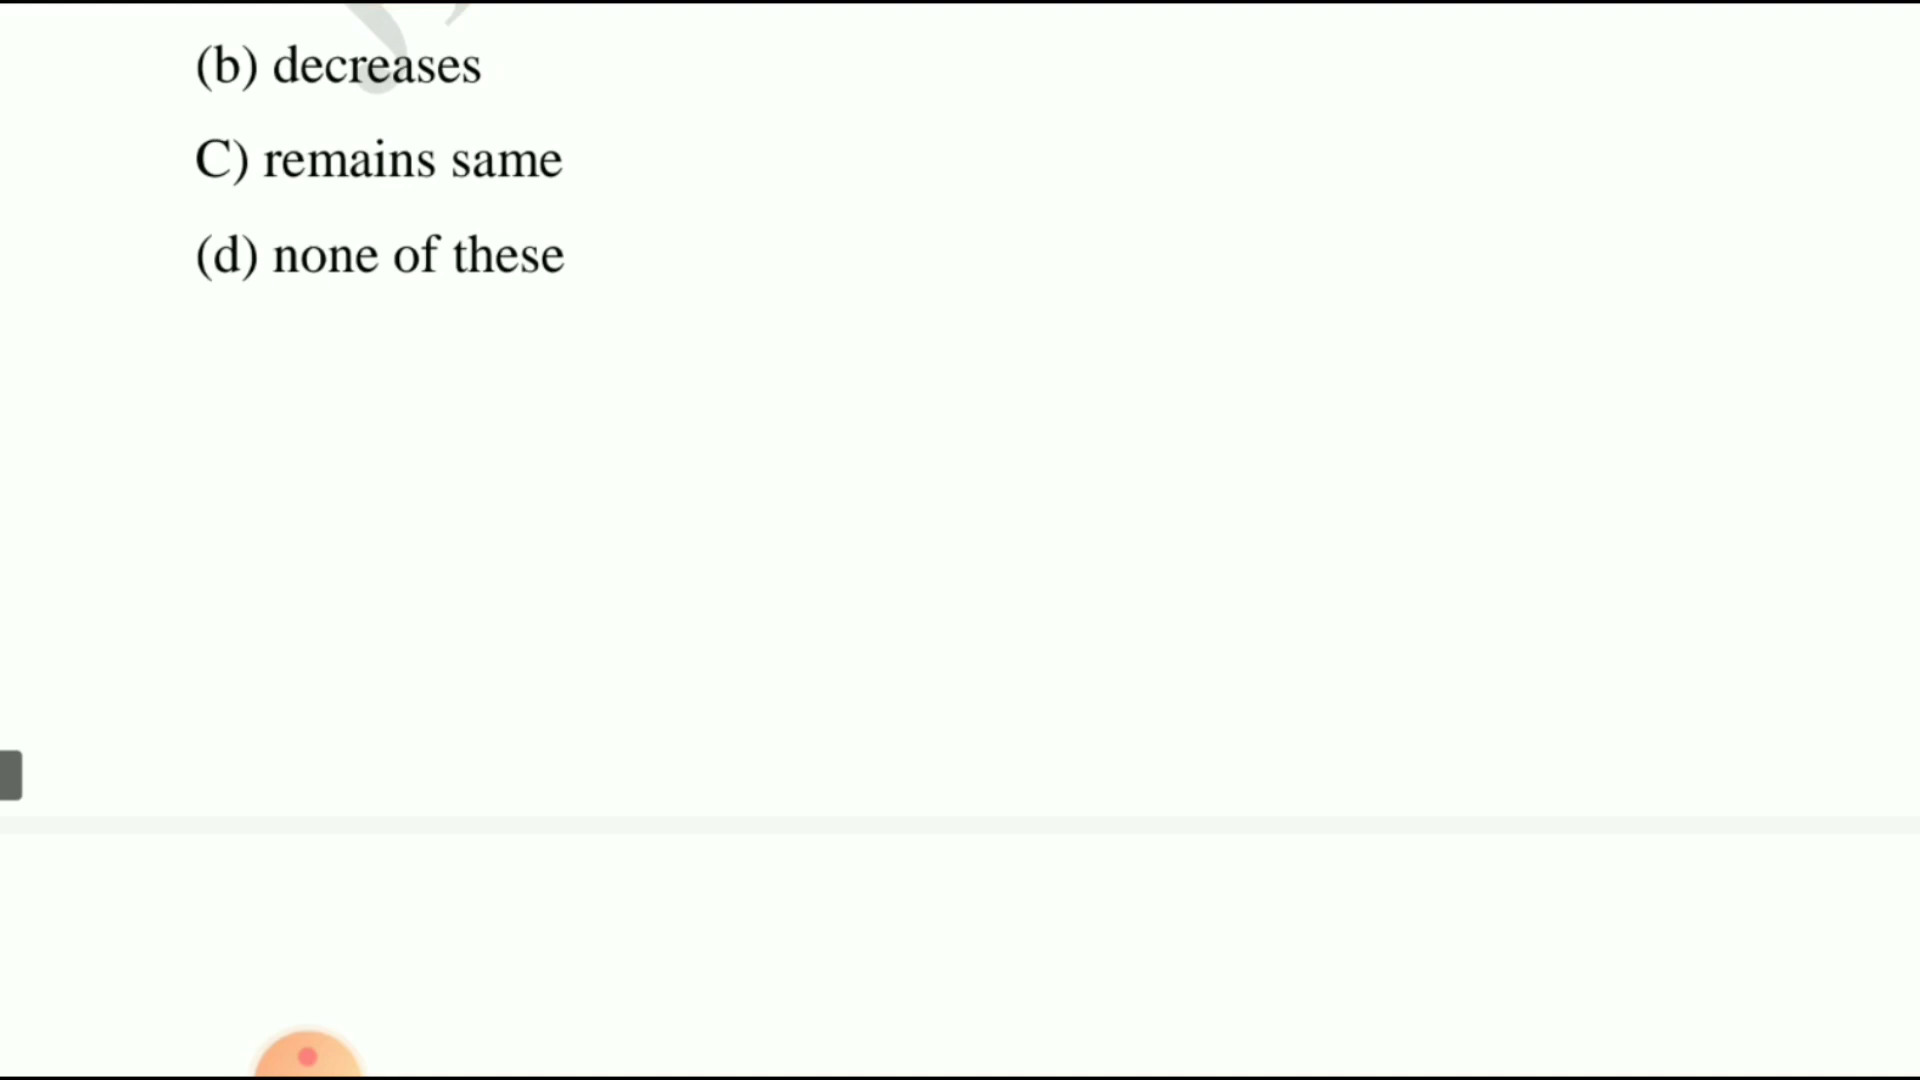 (b) decreases
C) remains same
(d) none of these